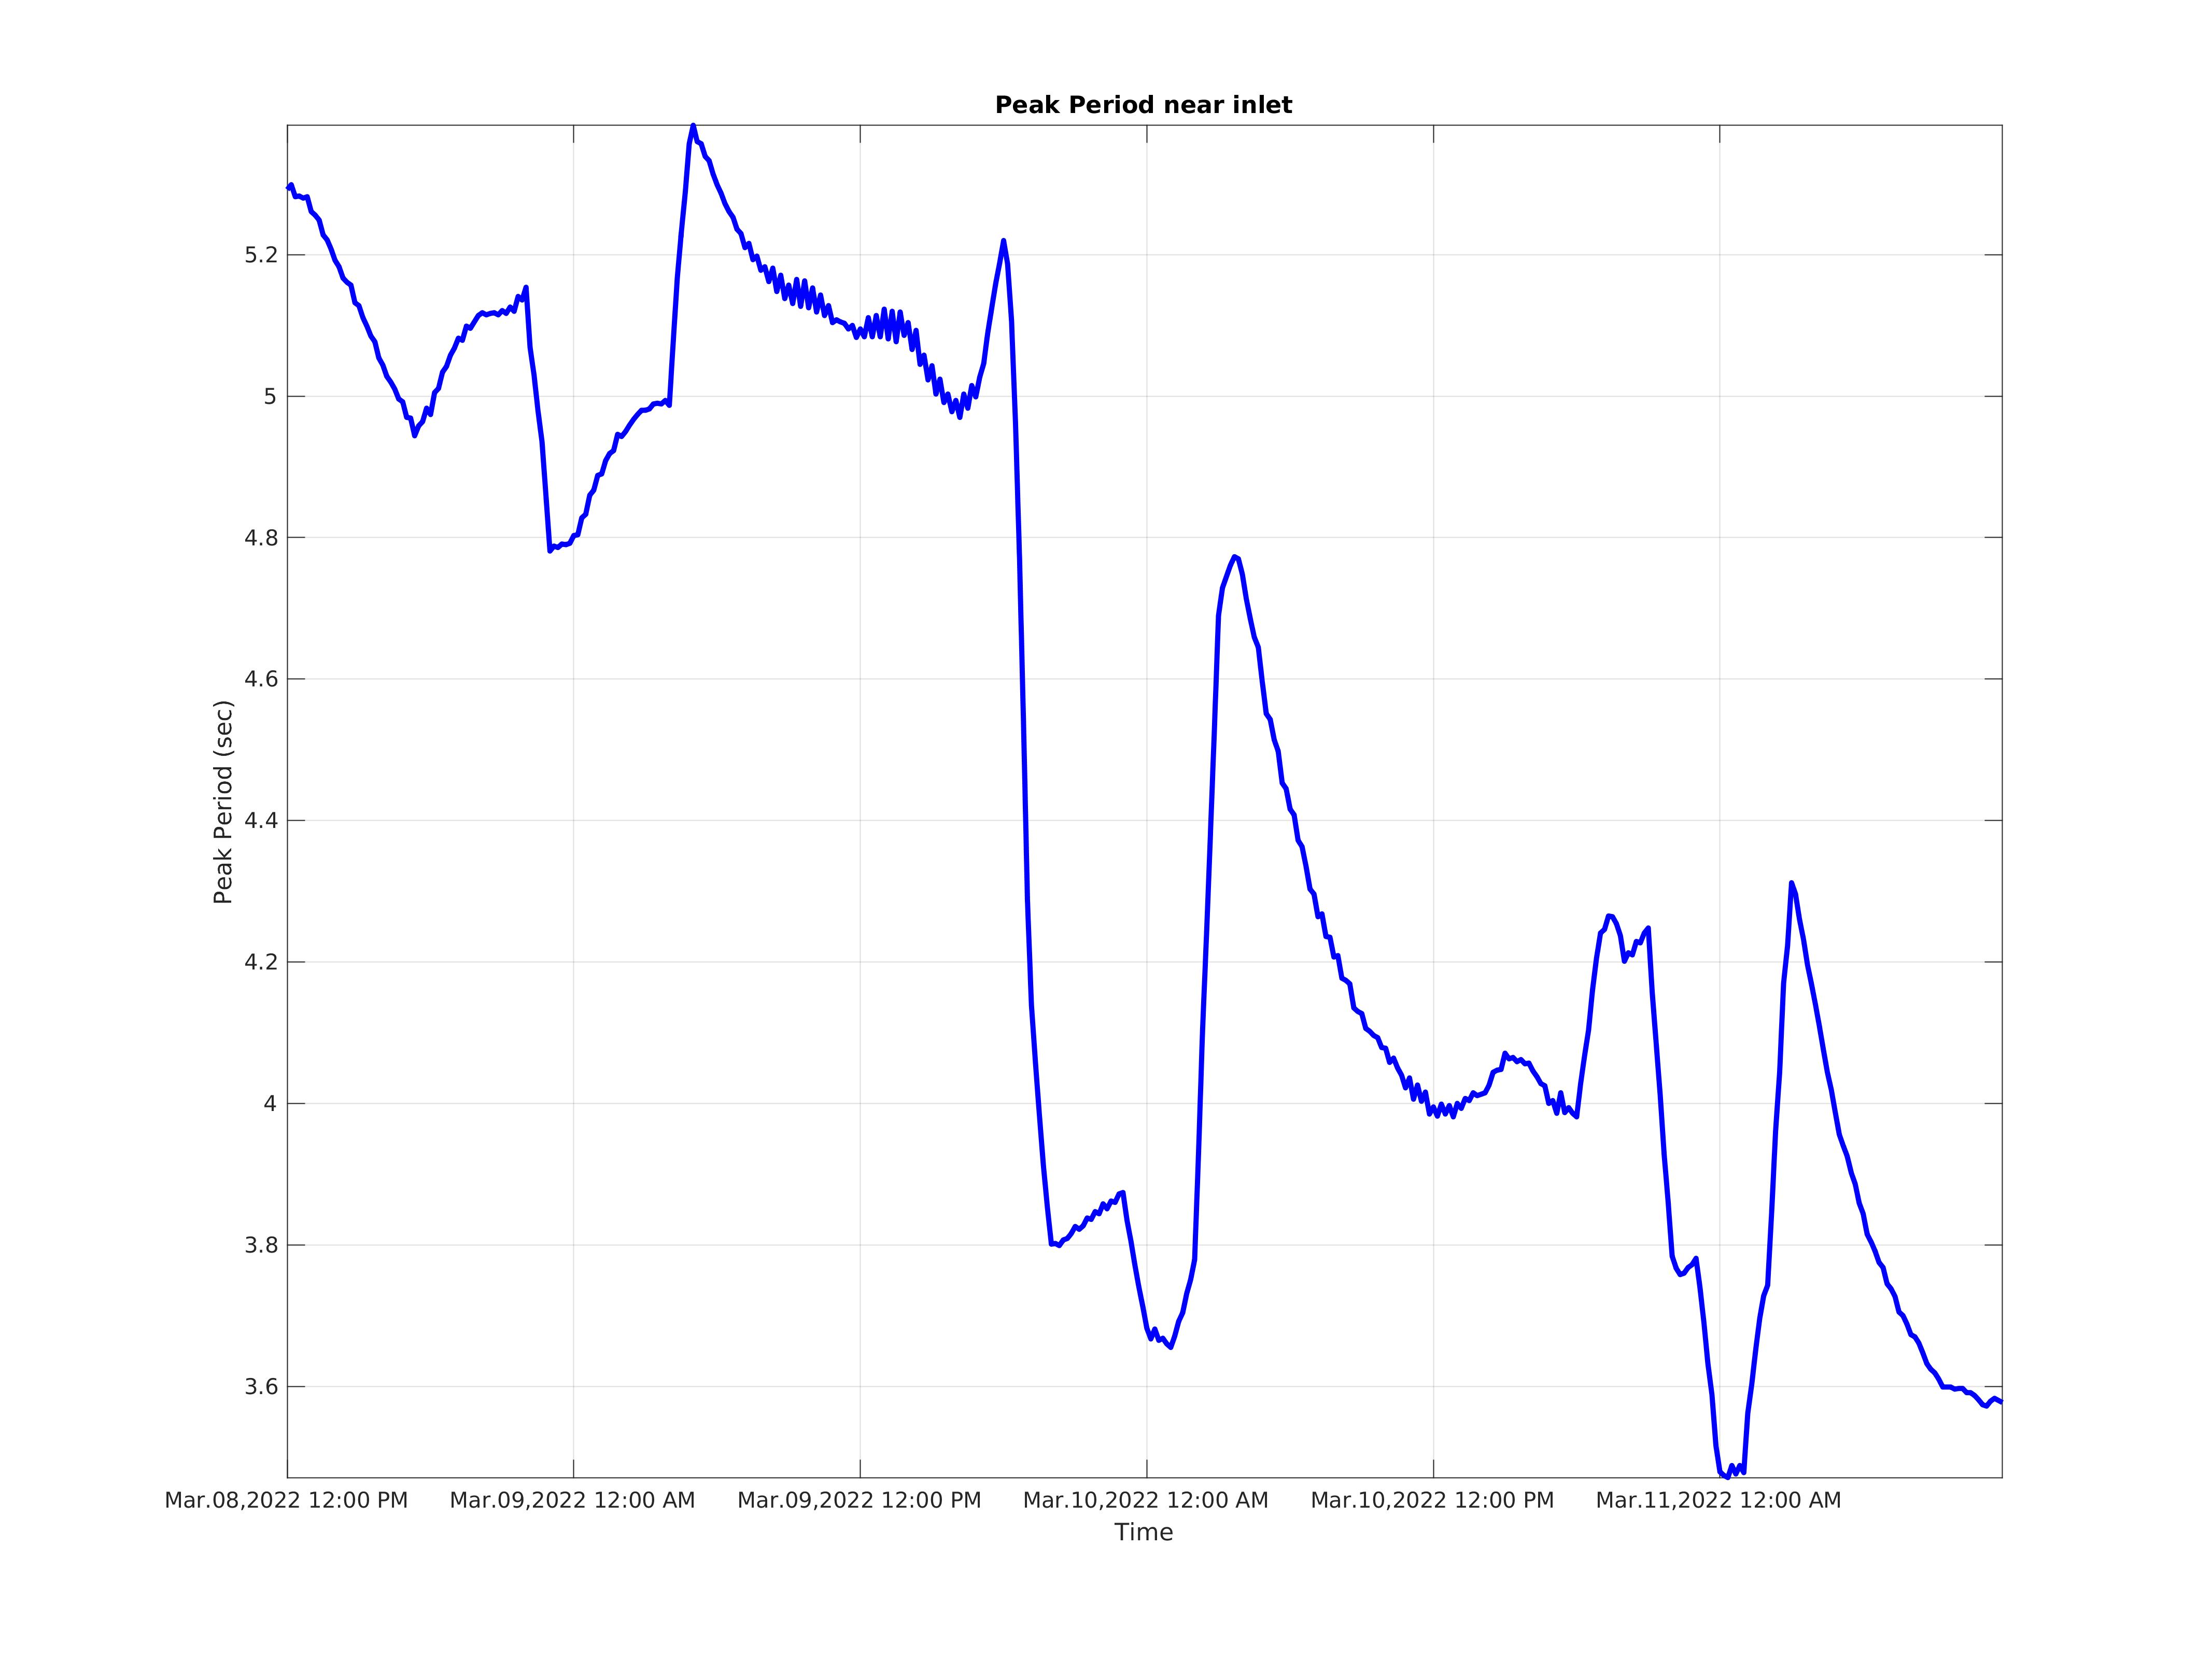 Peak Period near inlet
Peak Period (sec)
5.2
5
4.8
4.6
4.4
4.2
4
3.8
3.6
Mar.08,2022 12:00 PM
Mar.09,2022 12:00 AM
Mar.09,2022 12:00 PM
Mar.10,2022 12:00 AM
Mar.10,2022 12:00 PM
Mar.11,2022 12:00 AM
Time